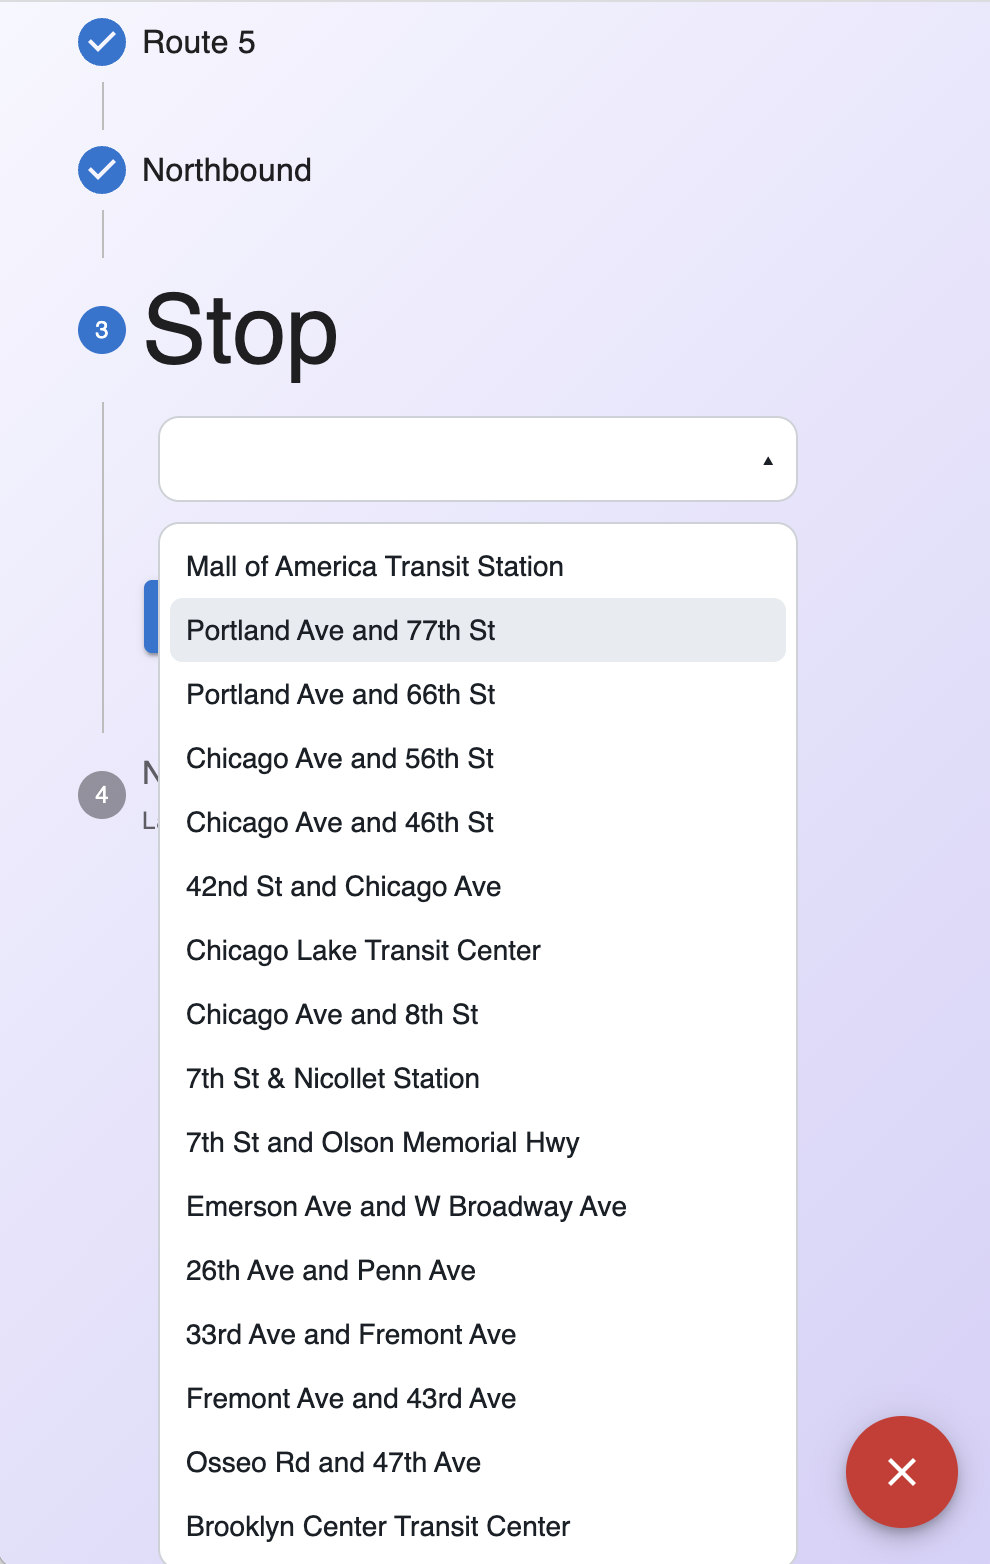 Route 5
Northbound
3
Stop
Mall of America Transit Station
Portland Ave and 77th St
Portland Ave and 66th St
Chicago Ave and 56th St
Chicago Ave and 46th St
4
42nd St and Chicago Ave
Chicago Lake Transit Center
Chicago Ave and 8th St
7th St & Nicollet Station
7th St and Olson Memorial Hwy
Emerson Ave and W Broadway Ave
26th Ave and Penn Ave
33rd Ave and Fremont Ave
Fremont Ave and 43rd Ave
Osseo Rd and 47th Ave
Brooklyn Center Transit Center